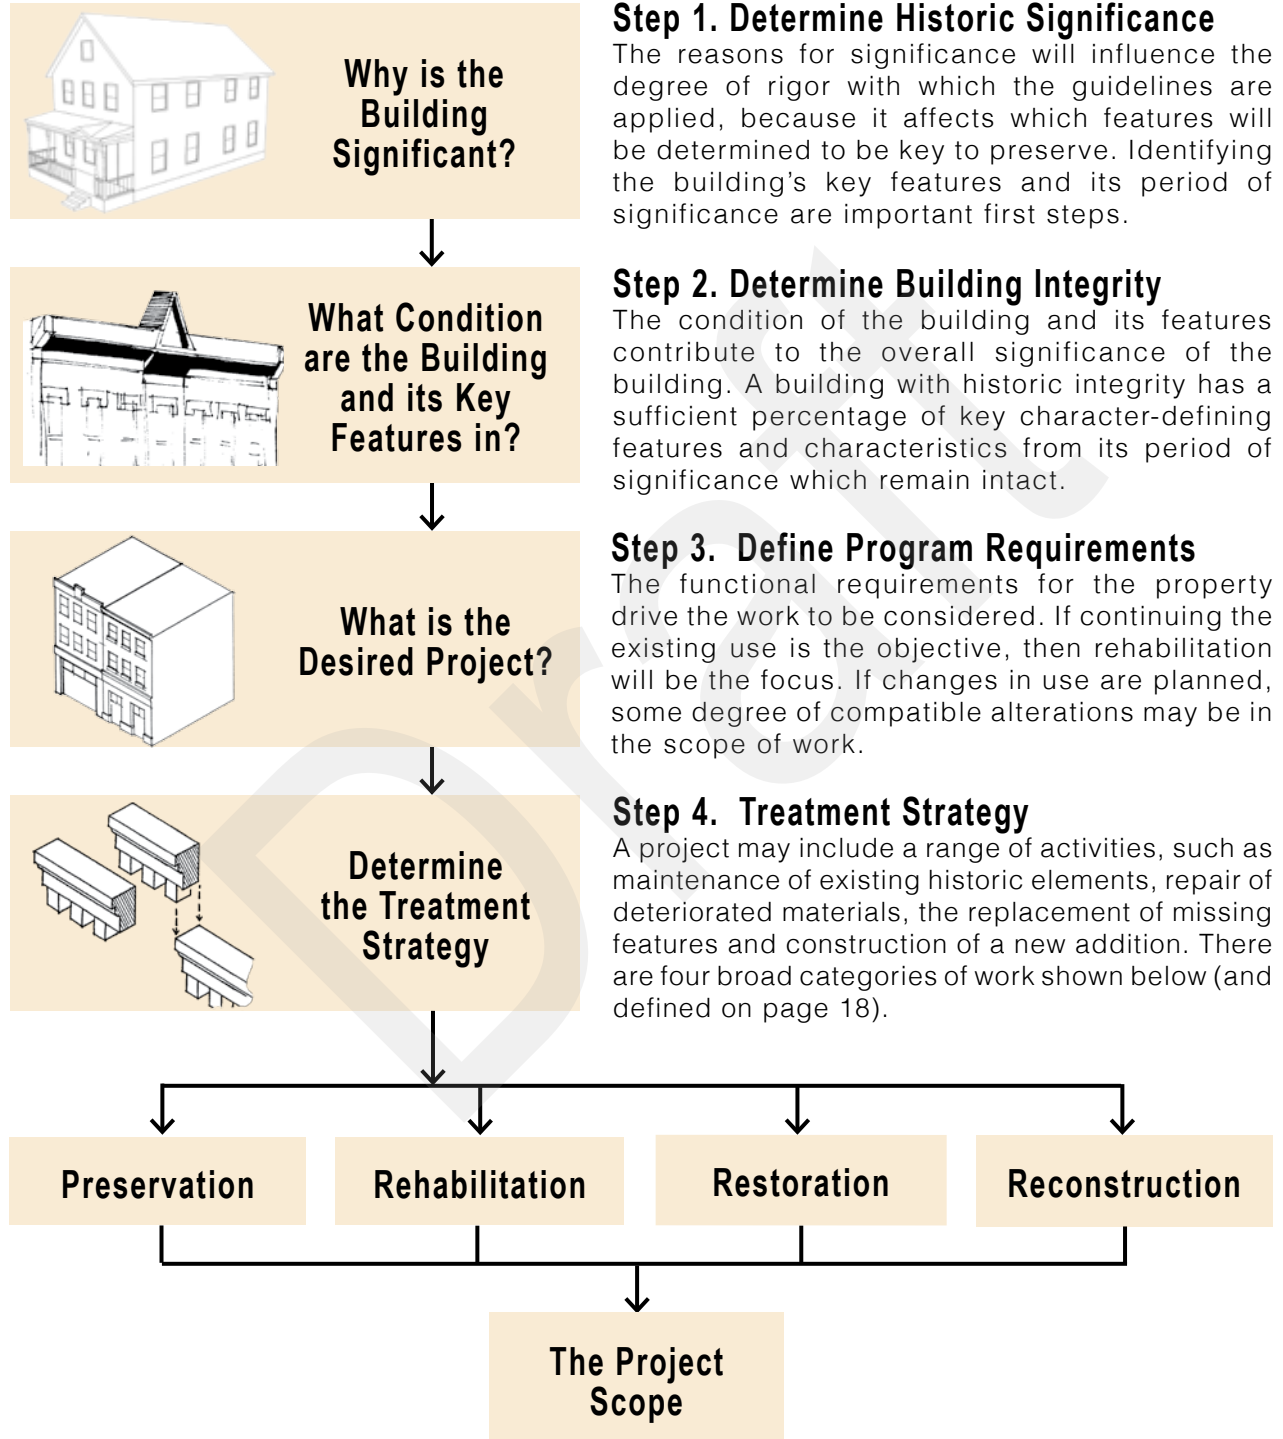 Why is the
Building
Significant?
Step 1. Determine Historic Significance
The reasons for significance will influence the
degree of rigor with which the guidelines are
applied, because it affects which features will
be determined to be key to preserve. Identifying
the building's key features and its period of
significance are important first steps.
What Condition
are the Building
and its Key
Features in?
Step 2. Determine Building Integrity
The condition of the building and its features
contribute to the overall significance of the
building. A building with historic integrity has a
sufficient percentage of key character-defining
features and characteristics from its period of
significance which remain intact.
What is the
Desired Project?
Step 3. Define Program Requirements
The functional requirements for the property
drive the work to be considered. If continuing the
existing use is the objective, then rehabilitation
will be the focus. If changes in use are planned,
some degree of compatible alterations may be in
the scope of work.
Determine
the Treatment
Strategy
Step 4. Treatment Strategy
A project may include a range of activities, such as
maintenance of existing historic elements, repair of
deteriorated materials, the replacement of missing
features and construction of a new addition. There
are four broad categories of work shown below (and
defined on page 18).
Preservation
Rehabilitation
Restoration
Reconstruction
The Project
Scope
Draft